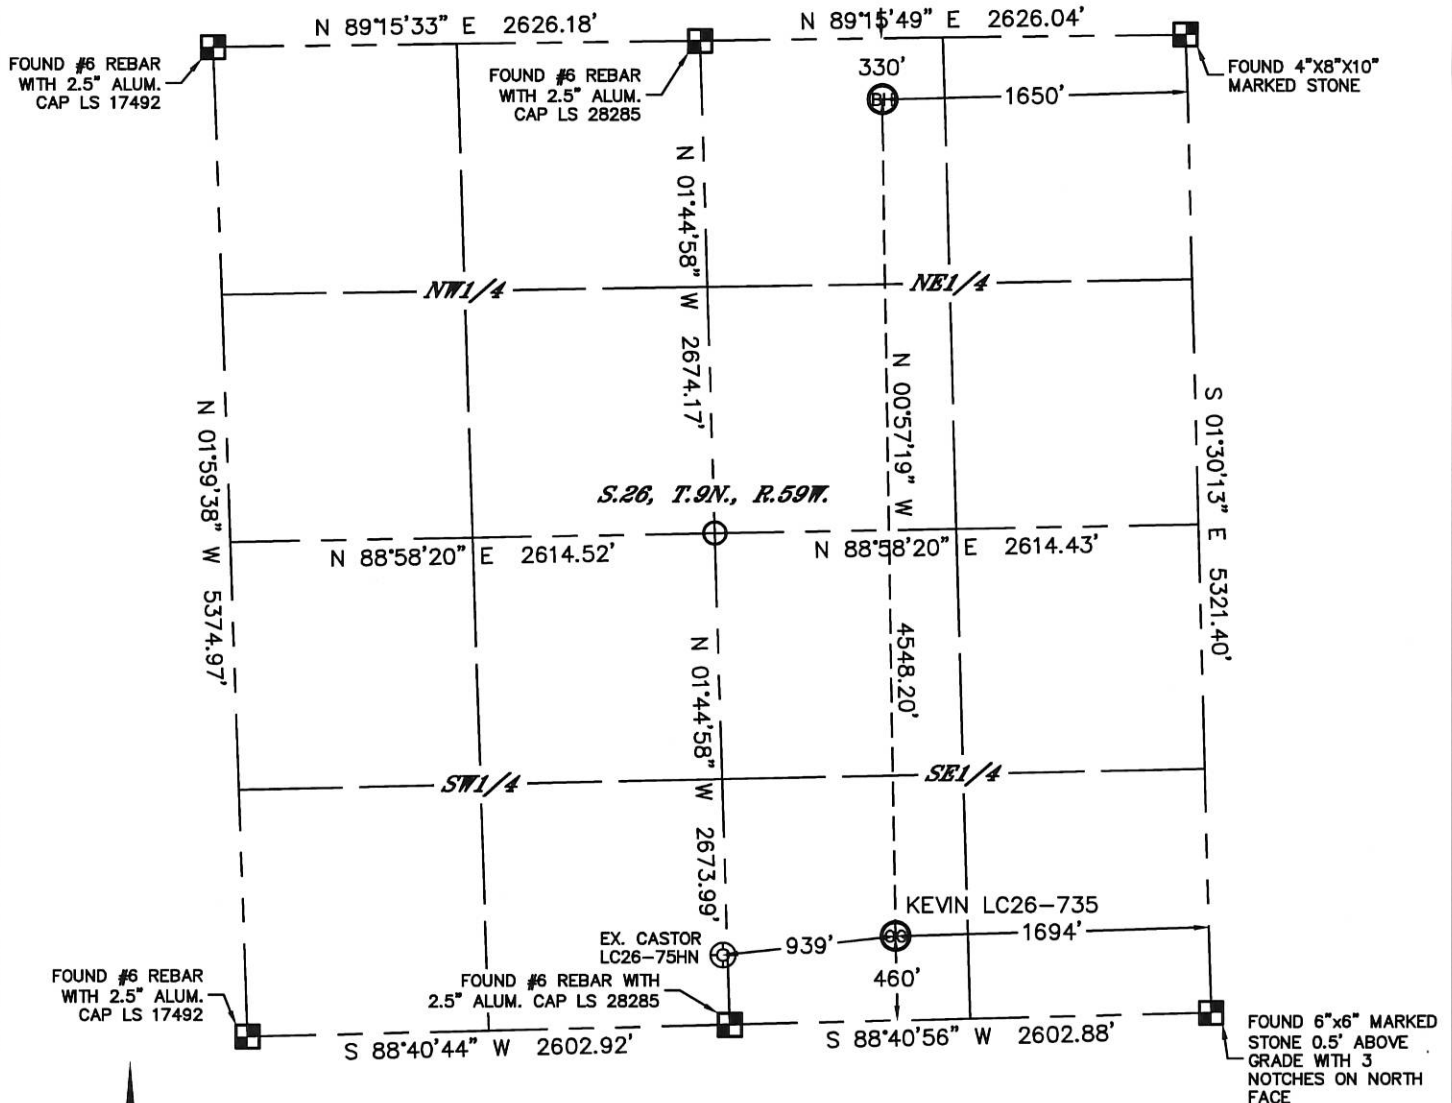 N 89°15'33" E 2626.18'
N 89°15'49" E 2626.04'
FOUND #6 REBAR
WITH 2.5" ALUM.
CAP LS 17492
FOUND #6 REBAR
WITH 2.5" ALUM.
CAP LS 28285
330'
BH
1650'
FOUND 4"X8"X10"
MARKED STONE
N 01°44'58" W 2674.17'
NW1/4
NE1/4
N 01°59'38" W 5374.97'
N 00°57'19" W 4548.20'
S 01°30'13" E 5321.40'
S.26, T.9N., R.59W.
N 88°58'20" E 2614.52'
N 88°58'20" E 2614.43'
N 01°44'58" W 2673.99'
SW1/4
SE1/4
KEVIN LC26-735
EX. CASTOR
LC26-75HN
939'
1694'
460'
FOUND #6 REBAR
WITH 2.5" ALUM.
CAP LS 17492
FOUND #6 REBAR WITH
2.5" ALUM. CAP LS 28285
S 88°40'44" W 2602.92'
S 88°40'56" W 2602.88'
FOUND 6"x6" MARKED
STONE 0.5' ABOVE
GRADE WITH 3
NOTCHES ON NORTH
FACE